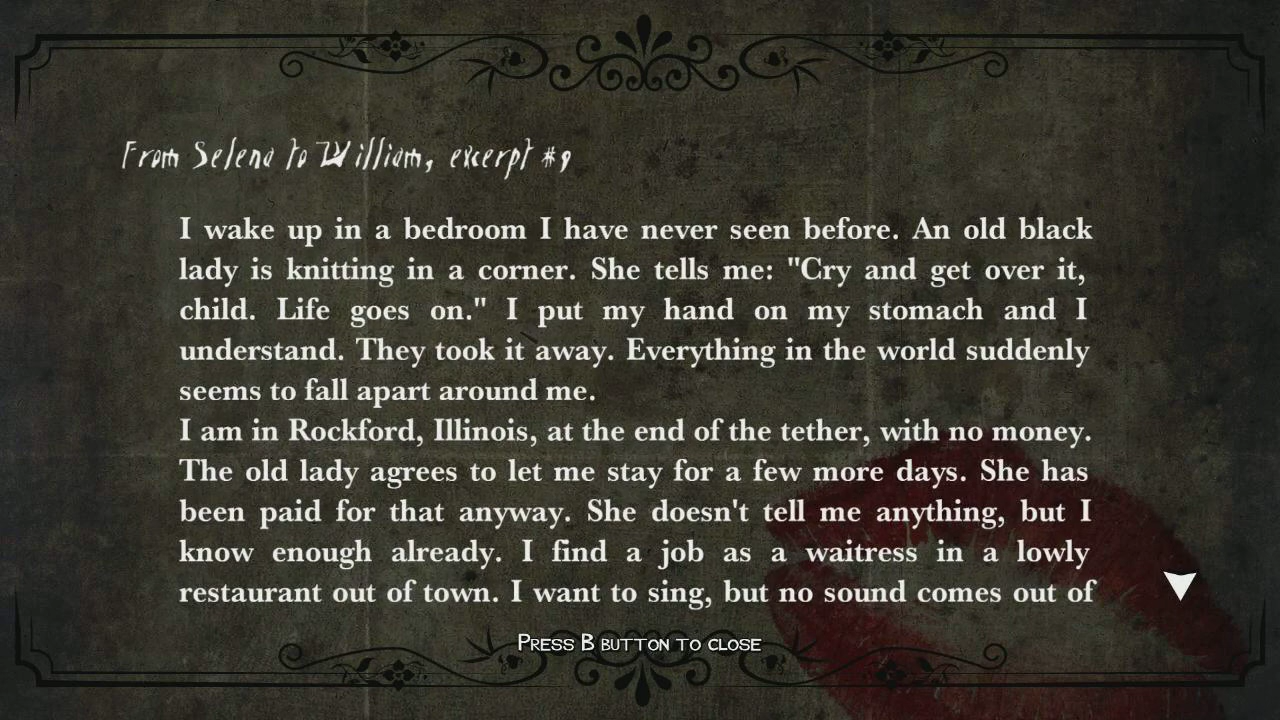 From Selena to William, excerpt #9
I wake up in a bedroom I have never seen before. An old black
lady is knitting in a corner. She tells me: "Cry and get over it,
child. Life goes on." I put my hand on my stomach and I
understand. They took it away. Everything in the world suddenly
seems to fall apart around me.
I am in Rockford, Illinois, at the end of the tether, with no money.
The old lady agrees to let me stay for a few more days. She has
been paid for that anyway. She doesn't tell me anything, but I
know enough already. I find a job as a waitress in a lowly
restaurant out of town. I want to sing, but no sound comes out of
Press B button to close